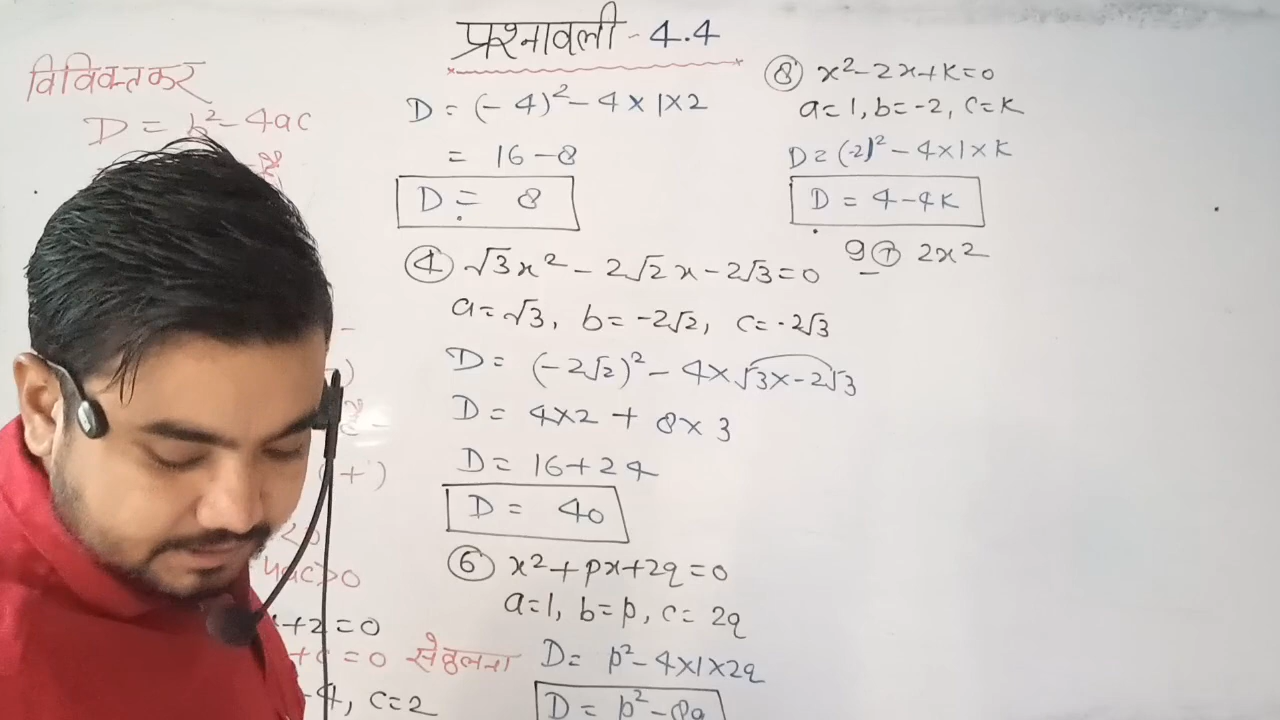 प्रश्नावली - 4.4
विविक्तकर
D = b²-4ac
x+2=0
+c=0 से तुलना
-4, c=2
4ac>0
D = (-4)²-4×1×2
= 16-8
D = 8
④ √3x²-2√2x-2√3=0
a=√3, b=-2√2, c=-2√3
D= (-2√2)²-4×√3×-2√3
D= 4×2 + 8×3
D= 16+24
D= 40
⑥ x²+px+2q=0
a=1, b=p, c= 2q
D= p²-4×1×2q
D= p²-8q
⑧ x²-2x+k=0
a=1, b=-2, c=k
D=(-2)²-4×1×k
D = 4-4k
9 ⑦ 2x²